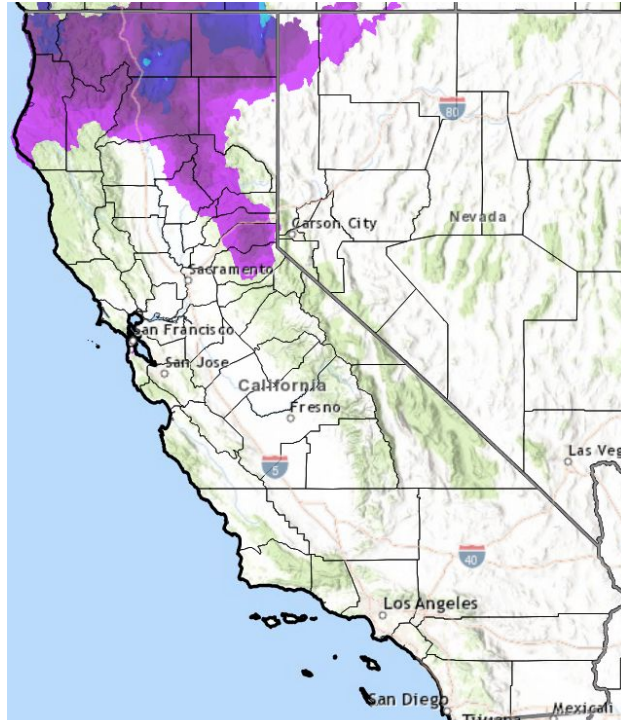 80
Nevada
Carson City
Sacramento
San Francisco
San Jose
California
Fresno
5
Las Veg
40
Los Angeles
San Diego
Mexicali
Tijuana